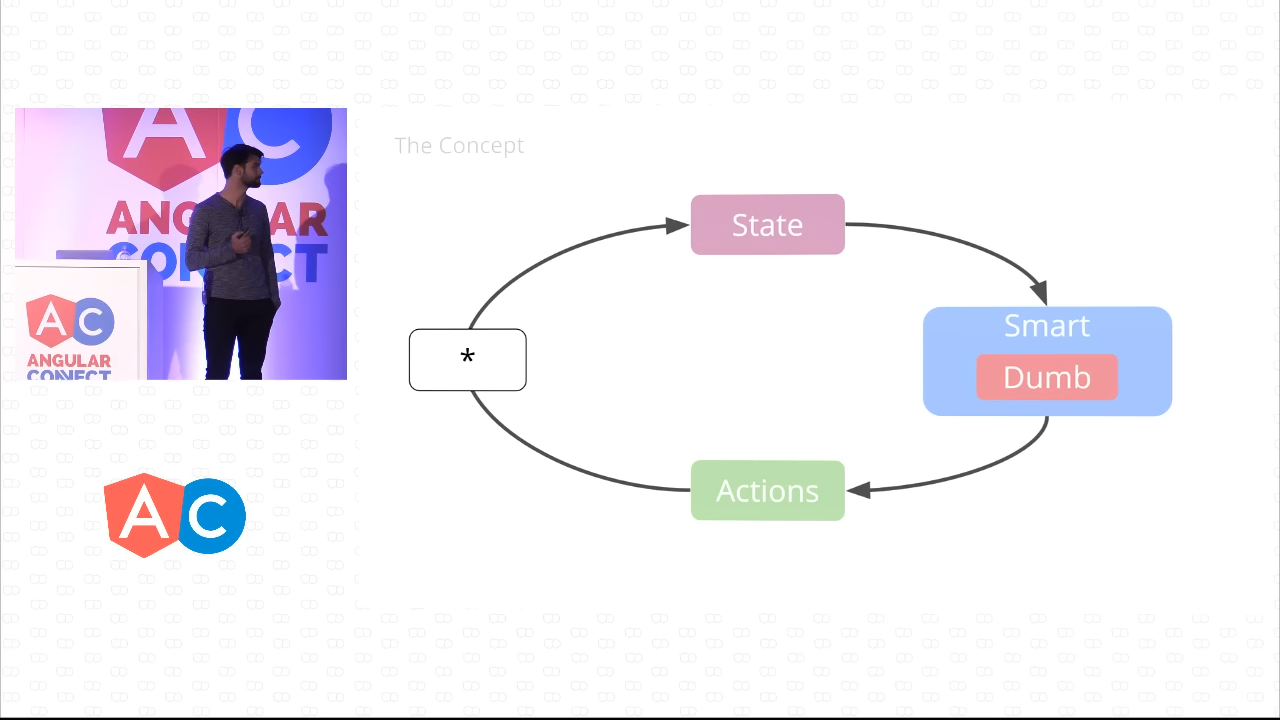 AC
ANGULAR
CONNECT
AC
ANGULAR
CONNECT
AC
The Concept
State
Smart
Dumb
*
Actions